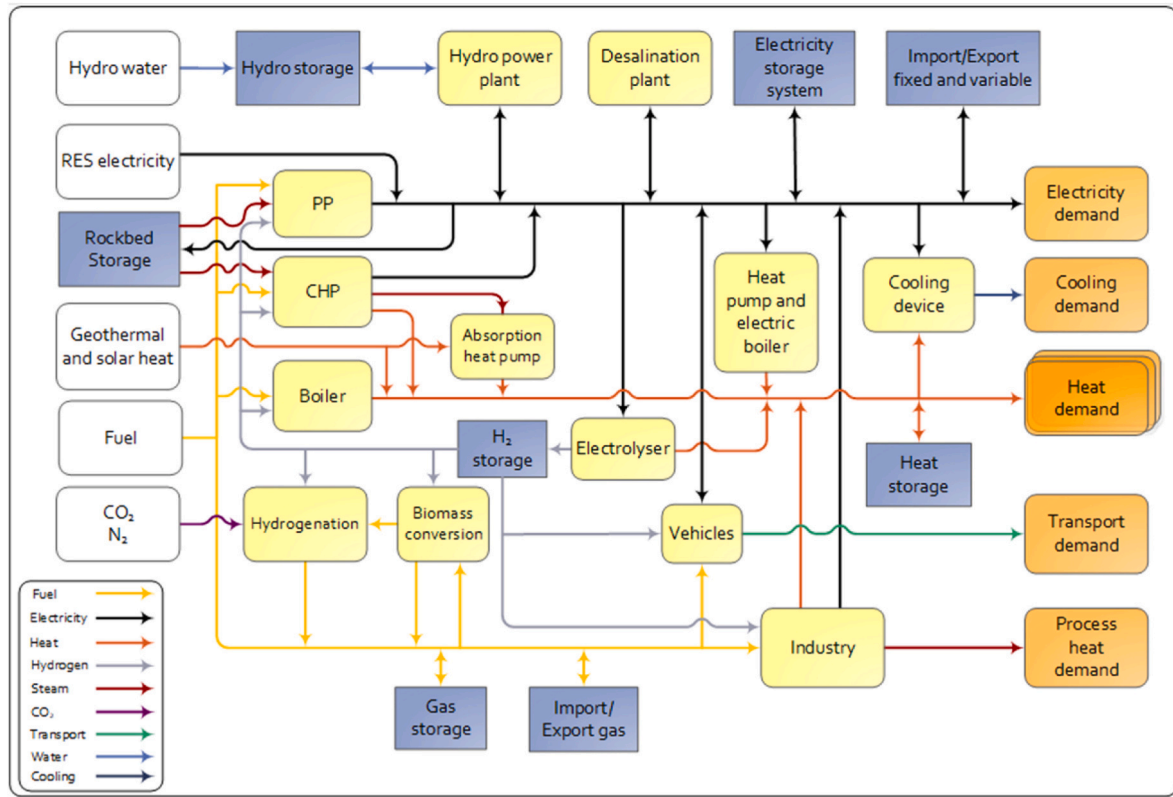 Hydro water
Hydro storage
Hydro power
plant
Desalination
plant
Electricity
storage
system
Import/Export
fixed and variable
RES electricity
PP
Electricity
demand
Rockbed
Storage
CHP
Heat
pump and
electric
boiler
Cooling
device
Cooling
demand
Geothermal
and solar heat
Absorption
heat pump
Boiler
Heat
demand
Fuel
H₂
storage
Electrolyser
Heat
storage
CO₂
N₂
Hydrogenation
Biomass
conversion
Vehicles
Transport
demand
Fuel
Electricity
Heat
Hydrogen
Steam
CO₂
Transport
Water
Cooling
Industry
Process
heat
demand
Gas
storage
Import/
Export gas